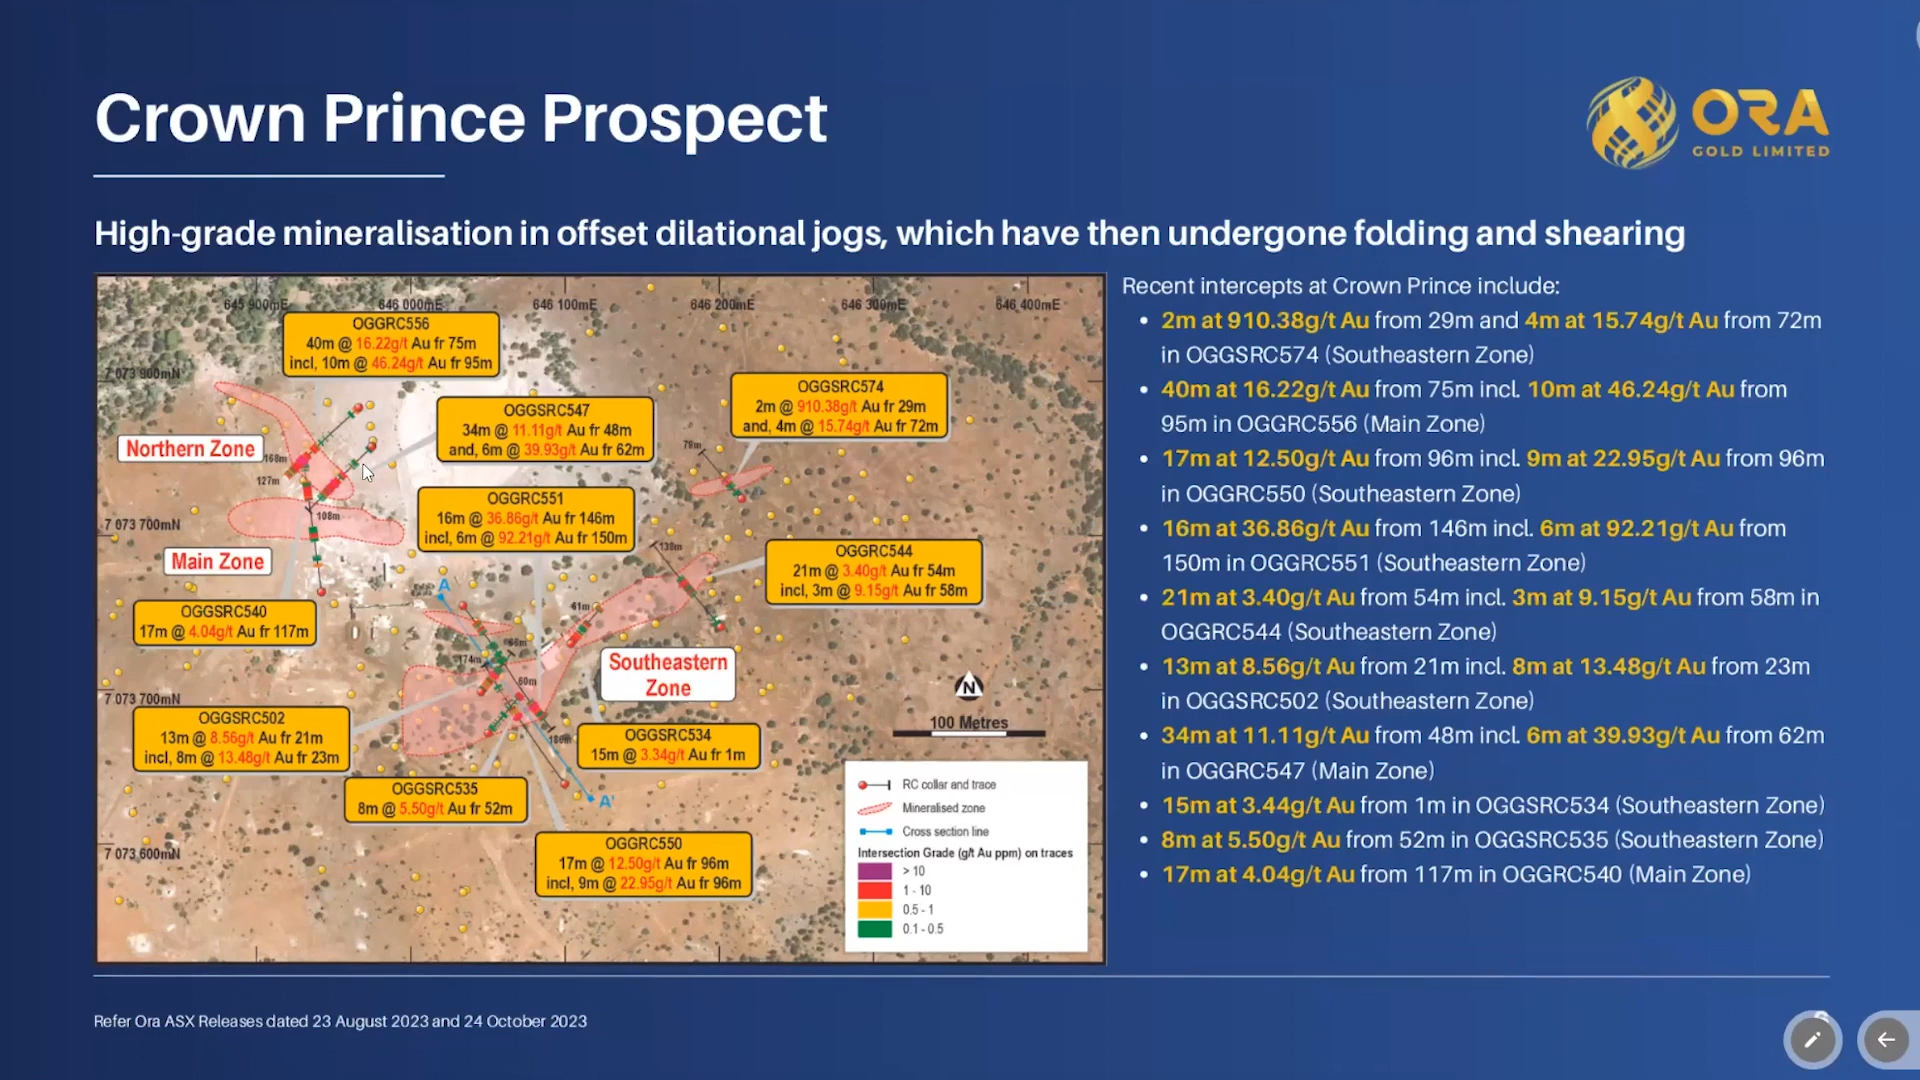 Crown Prince Prospect
ORA
GOLD LIMITED
High-grade mineralisation in offset dilational jogs, which have then undergone folding and shearing
645 900mE
646 000mE
646 100mE
646 200mE
646 300mE
646 400mE
OGGRC556
40m @ 16.22g/t Au fr 75m
incl, 10m @ 46.24g/t Au fr 95m
7 073 900mN
OGGSRC574
2m @ 910.38g/t Au fr 29m
and, 4m @ 15.74g/t Au fr 72m
OGGSRC547
34m @ 11.11g/t Au fr 48m
and, 6m @ 39.93g/t Au fr 62m
Northern Zone
168m
127m
79m
OGGRC551
16m @ 36.86g/t Au fr 146m
incl, 6m @ 92.21g/t Au fr 150m
108m
7 073 700mN
Main Zone
138m
OGGRC544
21m @ 3.40g/t Au fr 54m
incl, 3m @ 9.15g/t Au fr 58m
A
OGGSRC540
17m @ 4.04g/t Au fr 117m
61m
66m
174m
60m
Southeastern
Zone
N
100 Metres
7 073 700mN
OGGSRC502
13m @ 8.56g/t Au fr 21m
incl, 8m @ 13.48g/t Au fr 23m
186m
OGGSRC534
15m @ 3.34g/t Au fr 1m
OGGSRC535
8m @ 5.50g/t Au fr 52m
A'
OGGRC550
17m @ 12.50g/t Au fr 96m
incl, 9m @ 22.95g/t Au fr 96m
7 073 600mN
RC collar and trace
Mineralised zone
Cross section line
Intersection Grade (g/t Au ppm) on traces
> 10
1 - 10
0.5 - 1
0.1 - 0.5
Recent intercepts at Crown Prince include:
• 2m at 910.38g/t Au from 29m and 4m at 15.74g/t Au from 72m
in OGGSRC574 (Southeastern Zone)
• 40m at 16.22g/t Au from 75m incl. 10m at 46.24g/t Au from
95m in OGGRC556 (Main Zone)
• 17m at 12.50g/t Au from 96m incl. 9m at 22.95g/t Au from 96m
in OGGRC550 (Southeastern Zone)
• 16m at 36.86g/t Au from 146m incl. 6m at 92.21g/t Au from
150m in OGGRC551 (Southeastern Zone)
• 21m at 3.40g/t Au from 54m incl. 3m at 9.15g/t Au from 58m in
OGGRC544 (Southeastern Zone)
• 13m at 8.56g/t Au from 21m incl. 8m at 13.48g/t Au from 23m
in OGGSRC502 (Southeastern Zone)
• 34m at 11.11g/t Au from 48m incl. 6m at 39.93g/t Au from 62m
in OGGRC547 (Main Zone)
• 15m at 3.44g/t Au from 1m in OGGSRC534 (Southeastern Zone)
• 8m at 5.50g/t Au from 52m in OGGSRC535 (Southeastern Zone)
• 17m at 4.04g/t Au from 117m in OGGRC540 (Main Zone)
Refer Ora ASX Releases dated 23 August 2023 and 24 October 2023